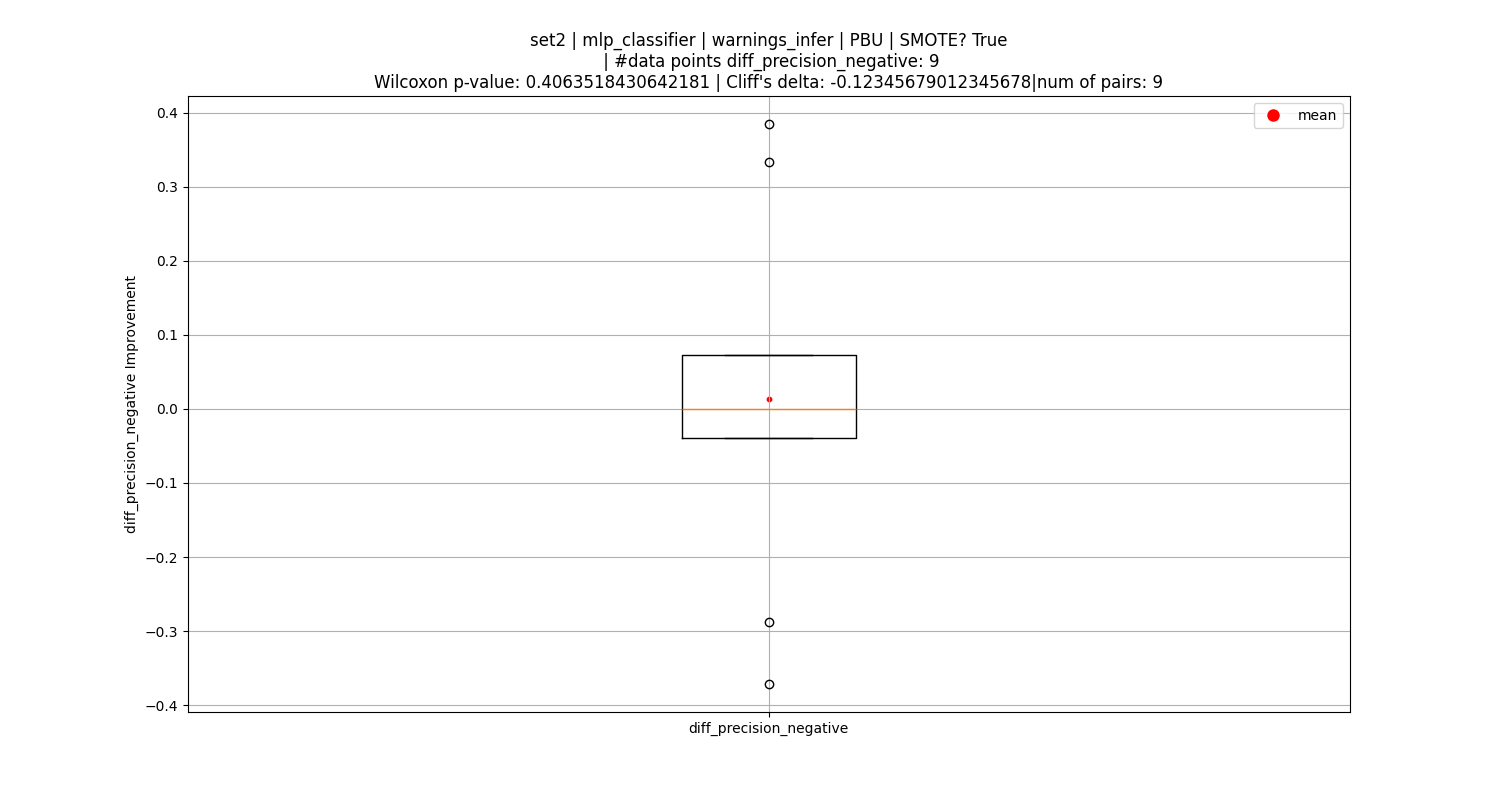 set2 | mlp_classifier | warnings_infer | PBU | SMOTE? True
| #data points diff_precision_negative: 9
Wilcoxon p-value: 0.4063518430642181 | Cliff's delta: -0.12345679012345678|num of pairs: 9
mean
0.4
0.3
0.2
0.1
0.0
−0.1
−0.2
−0.3
−0.4
diff_precision_negative Improvement
diff_precision_negative